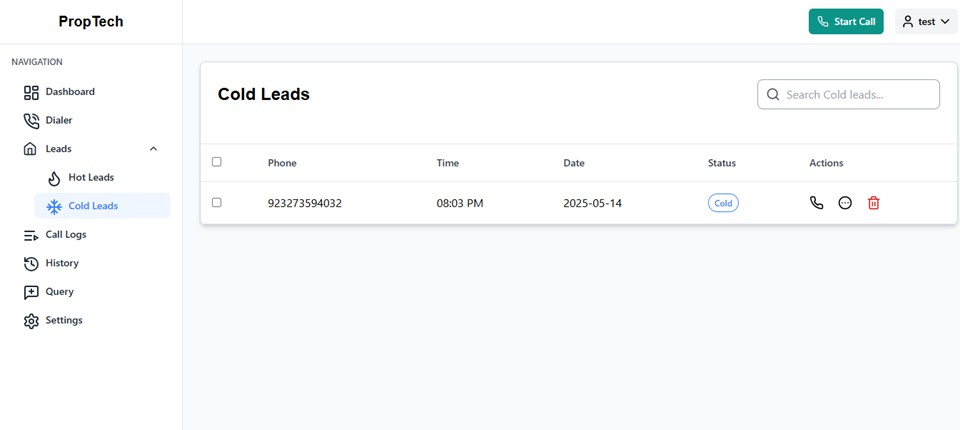 PropTech
Start Call
test
NAVIGATION
Dashboard
Dialer
Leads
Hot Leads
Cold Leads
Call Logs
History
Query
Settings
Cold Leads
Search Cold leads...
Phone Time Date Status Actions
923273594032 08:03 PM 2025-05-14 Cold